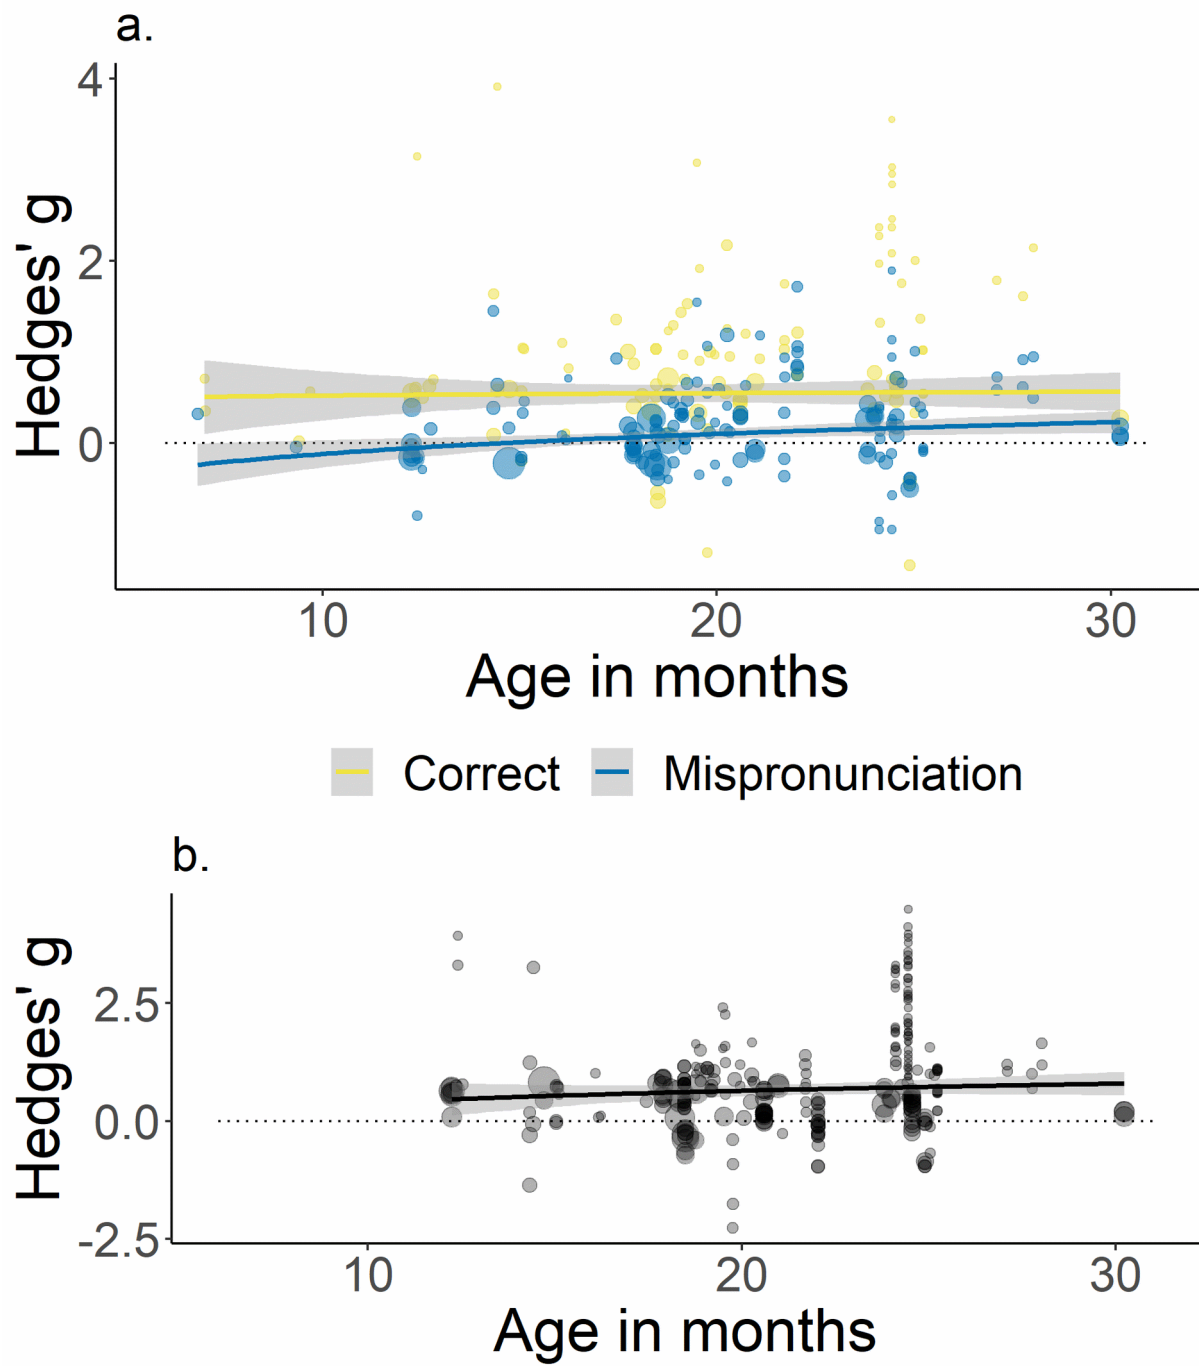 a.
Hedges' g
4
2
0
10 20 30
Age in months
Correct Mispronunciation
b.
Hedges' g
2.5
0.0
-2.5
10 20 30
Age in months